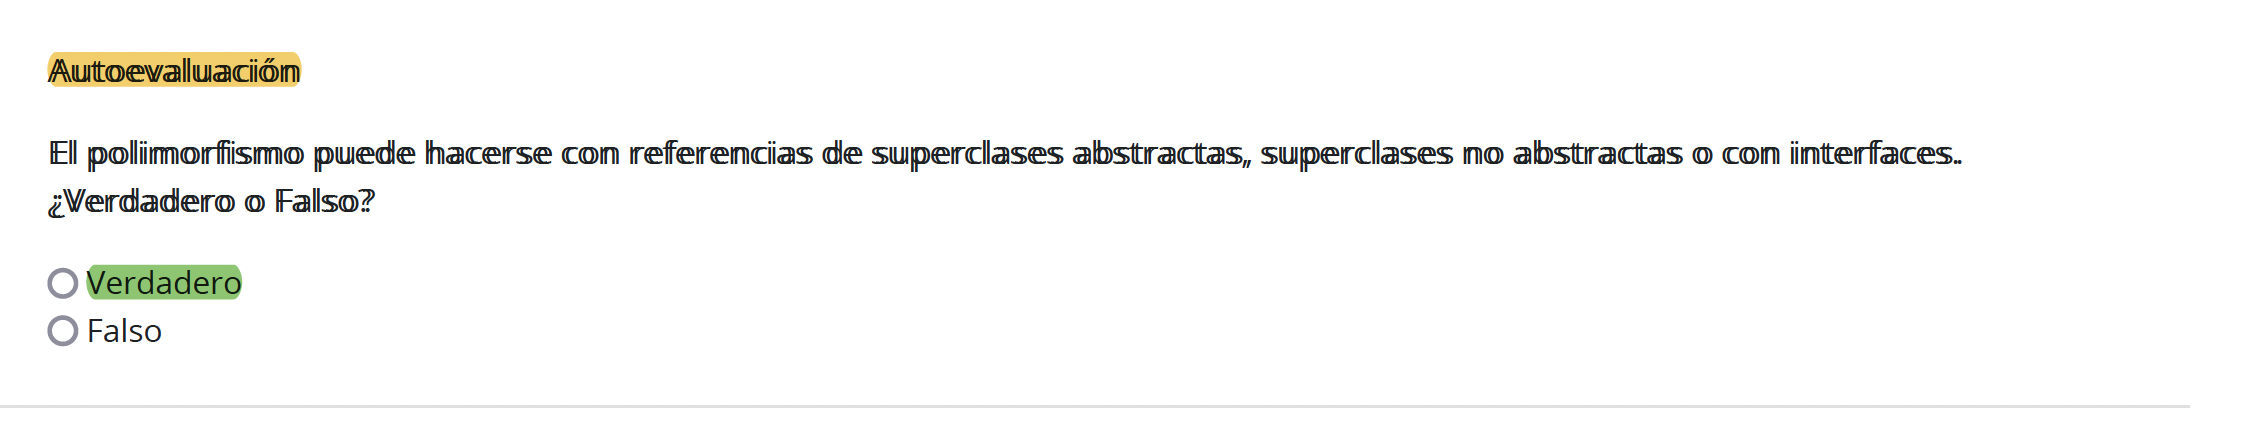 Autoevaluación
El polimorfismo puede hacerse con referencias de superclases abstractas, superclases no abstractas o con interfaces.
¿Verdadero o Falso?
Verdadero
Falso